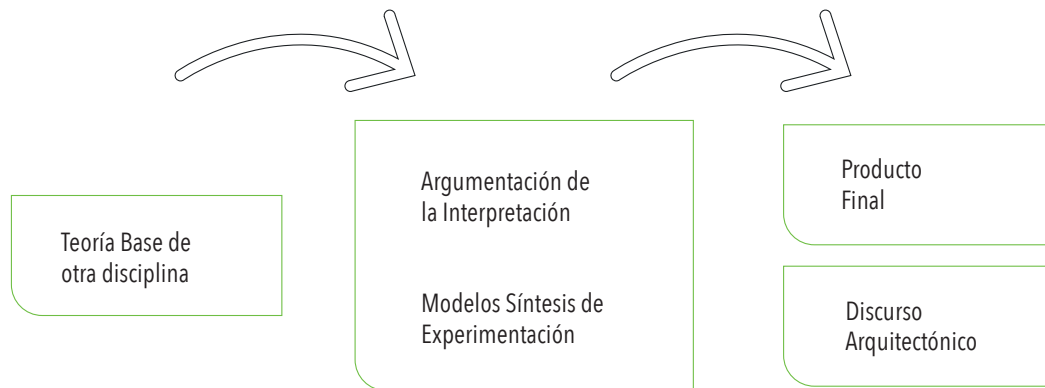 Teoría Base de
otra disciplina
Argumentación de
la Interpretación
Modelos Síntesis de
Experimentación
Producto
Final
Discurso
Arquitectónico